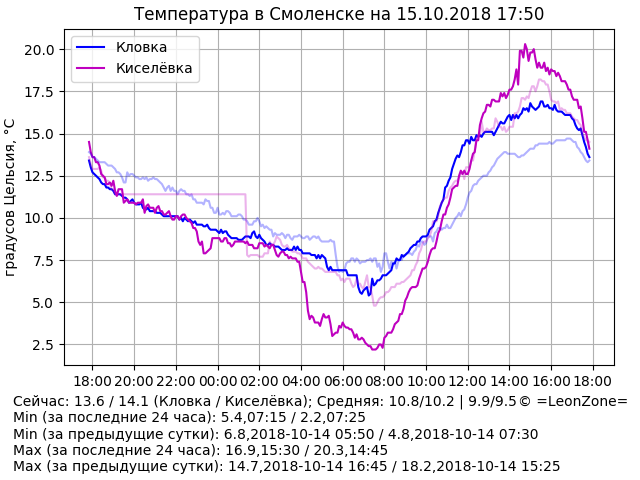 Температура в Смоленске на 15.10.2018 17:50
Кловка
Киселёвка
градусов Цельсия, °C
20.0
17.5
15.0
12.5
10.0
7.5
5.0
2.5
18:00 20:00 22:00 00:00 02:00 04:00 06:00 08:00 10:00 12:00 14:00 16:00 18:00
Сейчас: 13.6 / 14.1 (Кловка / Киселёвка); Средняя: 10.8/10.2 | 9.9/9.5© =LeonZone=
Min (за последние 24 часа): 5.4,07:15 / 2.2,07:25
Min (за предыдущие сутки): 6.8,2018-10-14 05:50 / 4.8,2018-10-14 07:30
Max (за последние 24 часа): 16.9,15:30 / 20.3,14:45
Max (за предыдущие сутки): 14.7,2018-10-14 16:45 / 18.2,2018-10-14 15:25